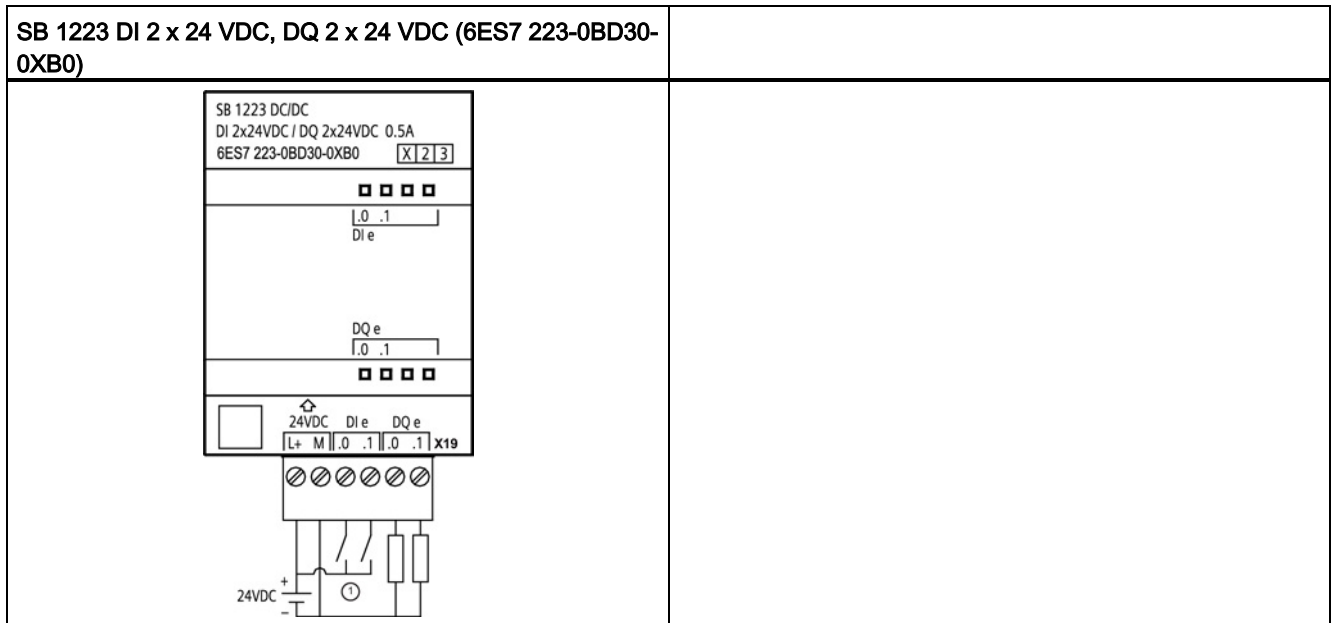 SB 1223 DI 2 x 24 VDC, DQ 2 x 24 VDC (6ES7 223-0BD30-
0XB0)
SB 1223 DC/DC
DI 2x24VDC / DQ 2x24VDC 0.5A
6ES7 223-0BD30-0XB0 X 2 3
.0 .1
DI e
DQ e
.0 .1
24VDC DI e DQ e
L+ M .0 .1 .0 .1 X19
+
24VDC ①
–